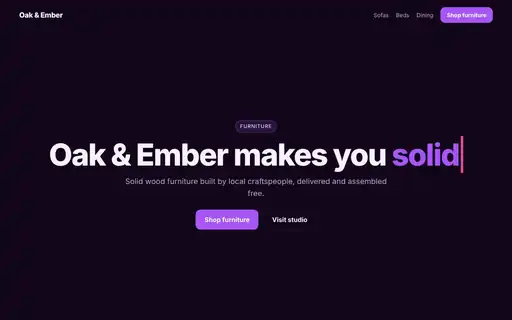 Oak & Ember
Sofas Beds Dining Shop furniture
FURNITURE
Oak & Ember makes you solid
Solid wood furniture built by local craftspeople, delivered and assembled
free.
Shop furniture Visit studio